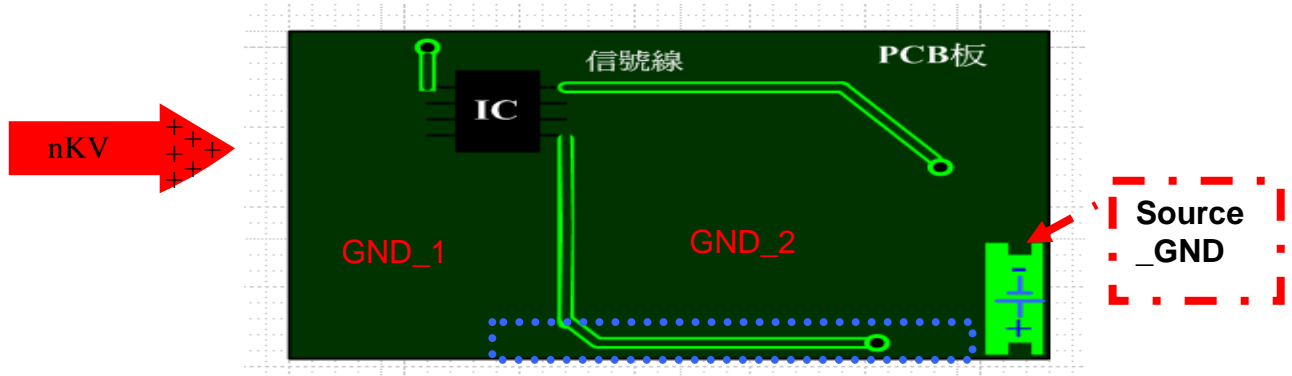 信號線
PCB板
IC
nKV
+ + + + + +
Source
_GND
GND_1
GND_2
-
+